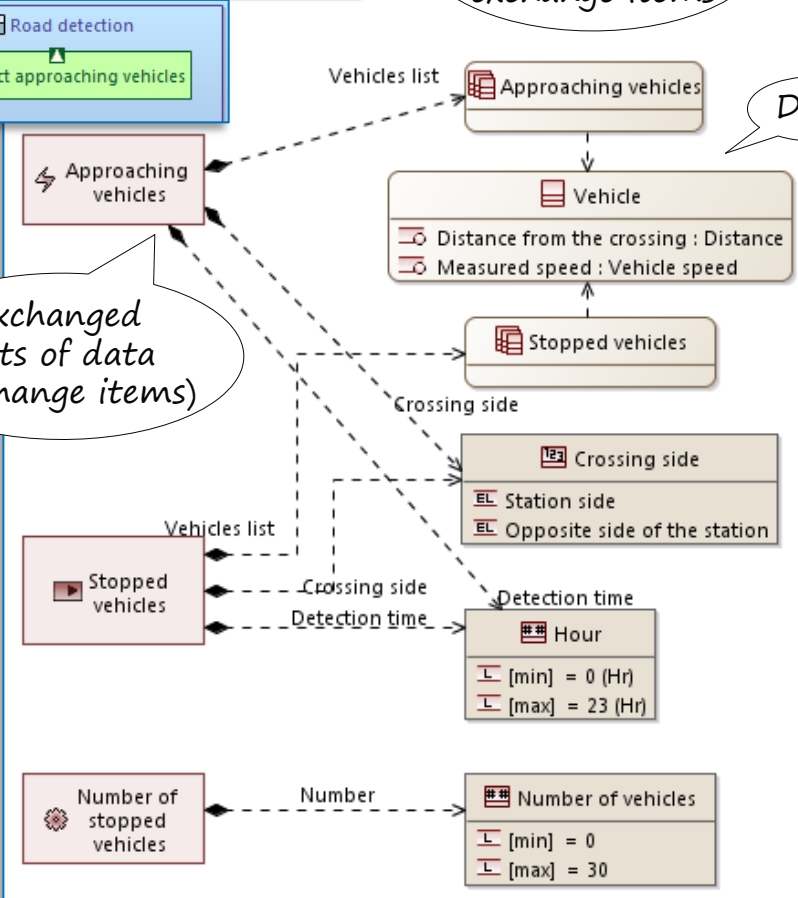 exchange items
Road detection
ct approaching vehicles
Vehicles list
Approaching vehicles
D
Approaching
vehicles
Vehicle
Distance from the crossing : Distance
Measured speed : Vehicle speed
xchanged
ts of data
hange items)
Stopped vehicles
Crossing side
Crossing side
Station side
Opposite side of the station
Vehicles list
Stopped
vehicles
Crossing side
Detection time
Detection time
Hour
[min] = 0 (Hr)
[max] = 23 (Hr)
Number of
stopped
vehicles
Number
Number of vehicles
[min] = 0
[max] = 30